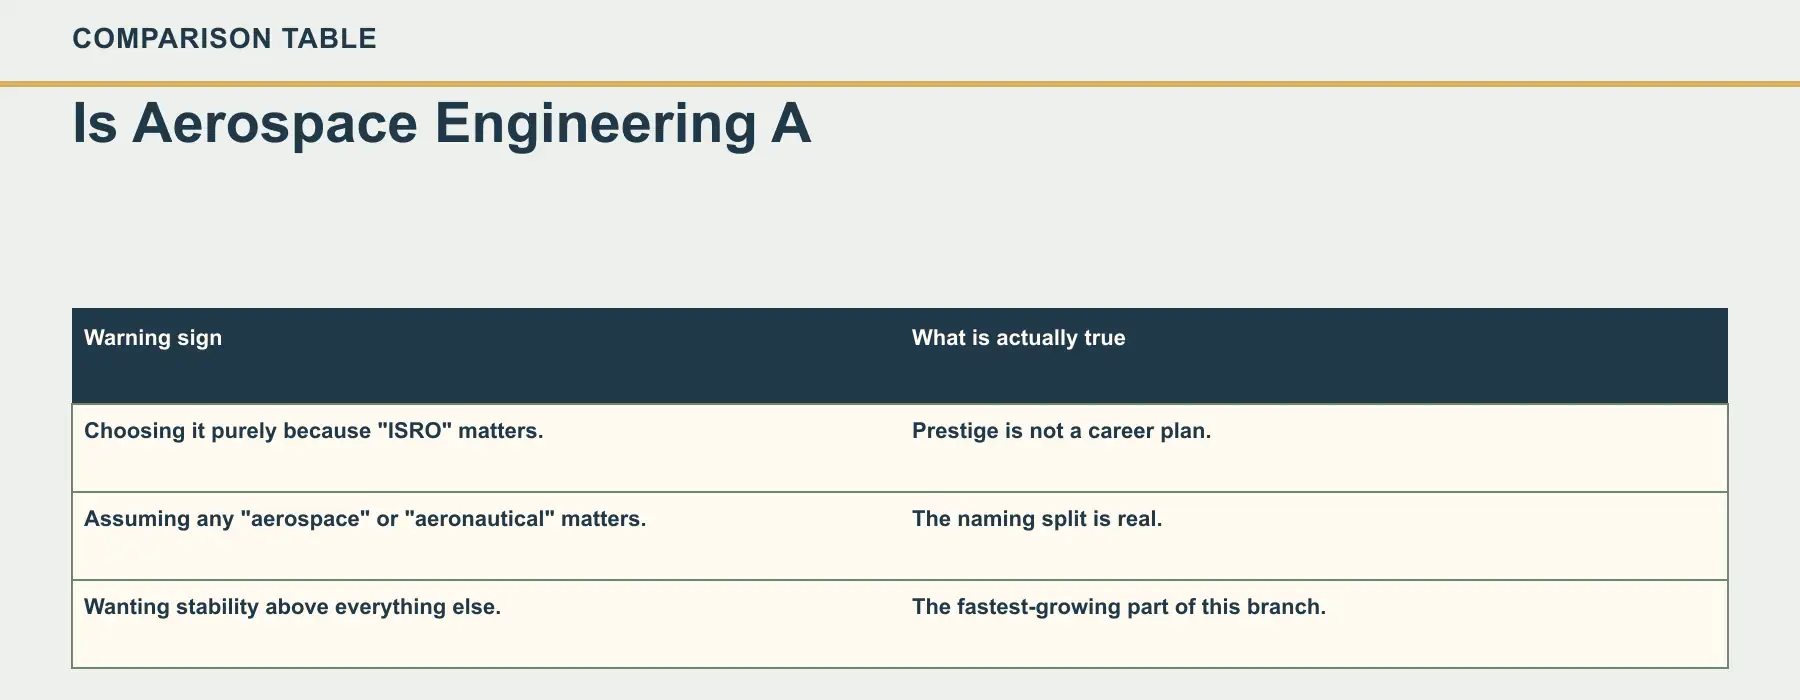 COMPARISON TABLE
Is Aerospace Engineering A
Warning sign
What is actually true
Choosing it purely because "ISRO" matters.
Prestige is not a career plan.
Assuming any "aerospace" or "aeronautical" matters.
The naming split is real.
Wanting stability above everything else.
The fastest-growing part of this branch.